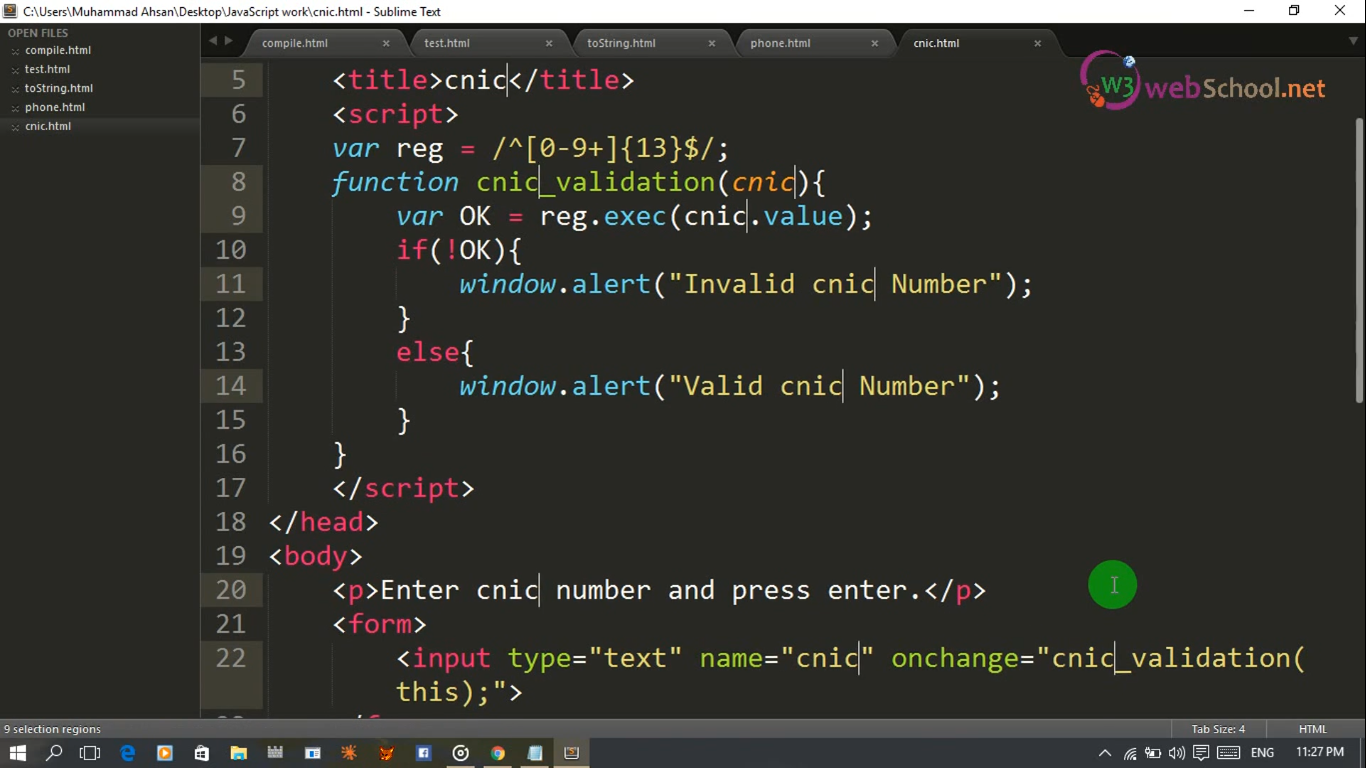 C:\Users\Muhammad Ahsan\Desktop\JavaScript work\cnic.html - Sublime Text
OPEN FILES
compile.html
test.html
toString.html
phone.html
cnic.html
compile.html test.html toString.html phone.html cnic.html
W3 webSchool.net
5 <title>cnic</title>
6 <script>
7 var reg = /^[0-9+]{13}$/;
8 function cnic_validation(cnic){
9 var OK = reg.exec(cnic.value);
10 if(!OK){
11 window.alert("Invalid cnic Number");
12 }
13 else{
14 window.alert("Valid cnic Number");
15 }
16 }
17 </script>
18 </head>
19 <body>
20 <p>Enter cnic number and press enter.</p>
21 <form>
22 <input type="text" name="cnic" onchange="cnic_validation(
this);">
9 selection regions
Tab Size: 4 HTML
ENG 11:27 PM